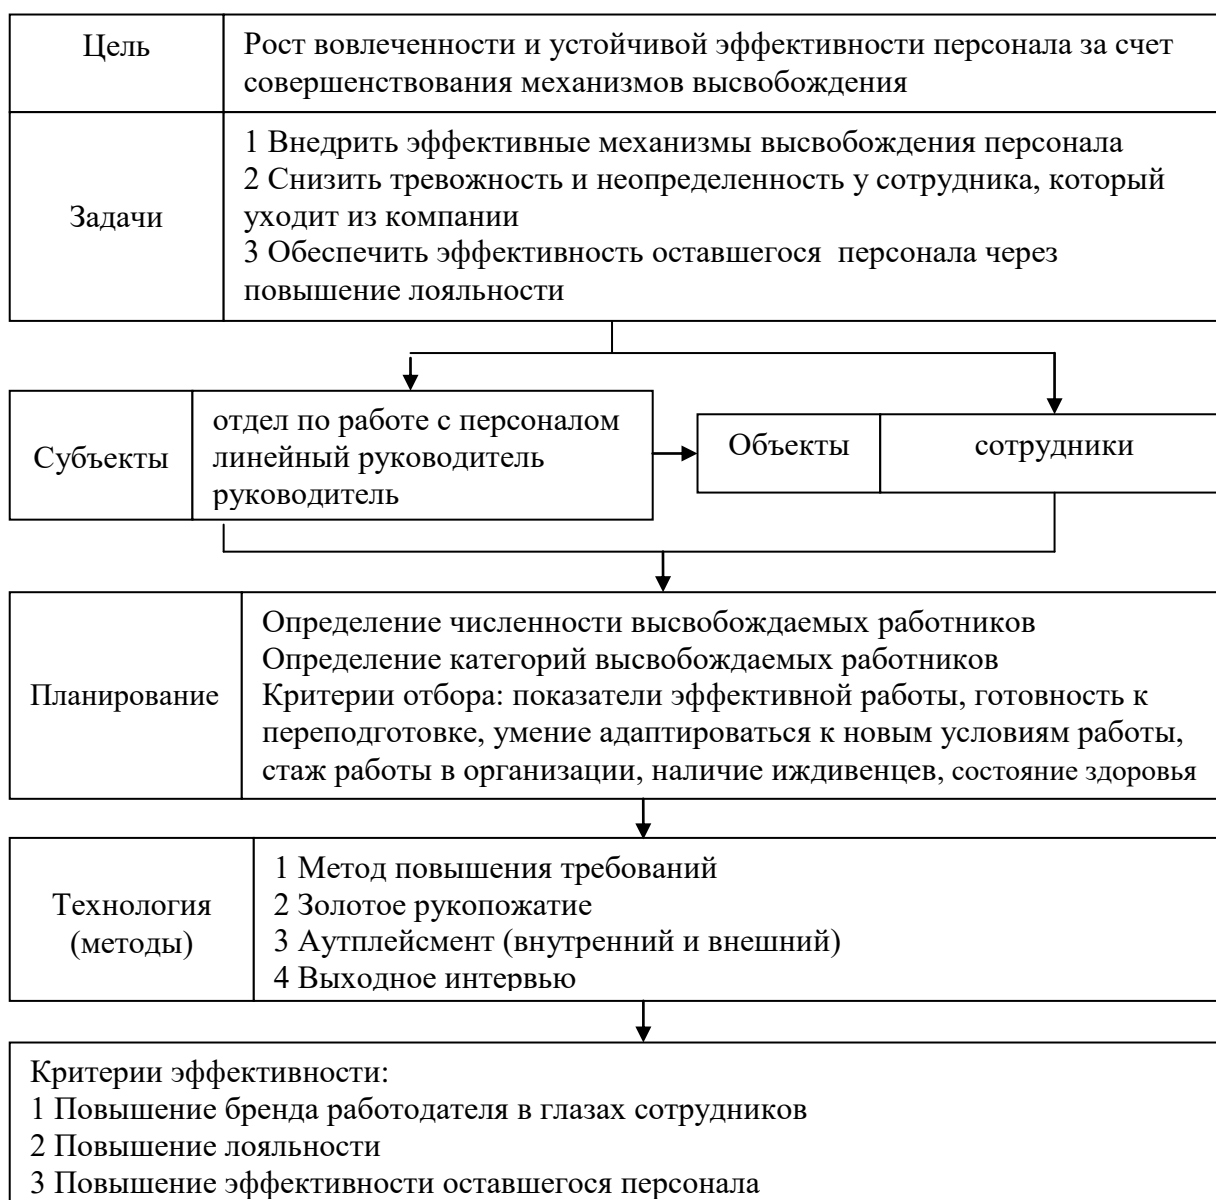 Цель
Рост вовлеченности и устойчивой эффективности персонала за счет
совершенствования механизмов высвобождения
Задачи
1 Внедрить эффективные механизмы высвобождения персонала
2 Снизить тревожность и неопределенность у сотрудника, который
уходит из компании
3 Обеспечить эффективность оставшегося персонала через
повышение лояльности
Субъекты
отдел по работе с персоналом
линейный руководитель
руководитель
Объекты
сотрудники
Планирование
Определение численности высвобождаемых работников
Определение категорий высвобождаемых работников
Критерии отбора: показатели эффективной работы, готовность к
переподготовке, умение адаптироваться к новым условиям работы,
стаж работы в организации, наличие иждивенцев, состояние здоровья
Технология
(методы)
1 Метод повышения требований
2 Золотое рукопожатие
3 Аутплейсмент (внутренний и внешний)
4 Выходное интервью
Критерии эффективности:
1 Повышение бренда работодателя в глазах сотрудников
2 Повышение лояльности
3 Повышение эффективности оставшегося персонала